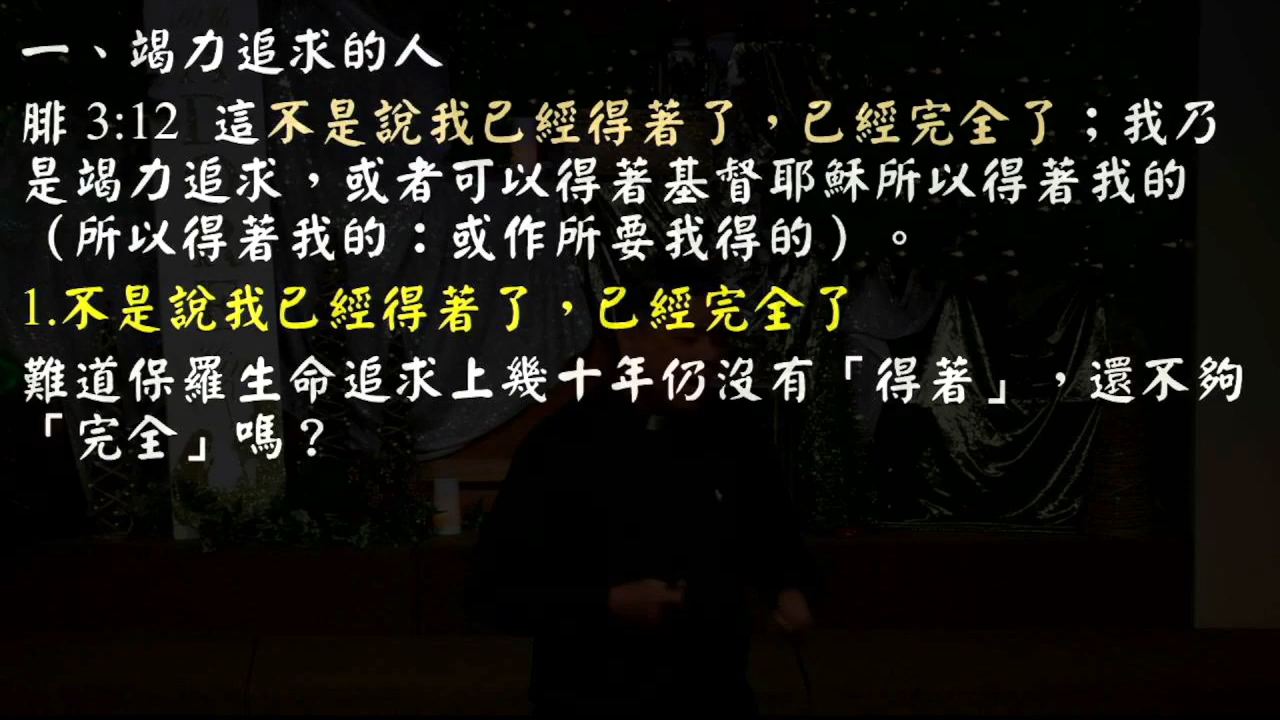 一、竭力追求的人
腓 3:12 這不是說我已經得著了，已經完全了；我乃
是竭力追求，或者可以得著基督耶穌所以得著我的
（所以得著我的：或作所要我得的）。
1.不是說我已經得著了，已經完全了
難道保羅生命追求上幾十年仍沒有「得著」，還不夠
「完全」嗎？